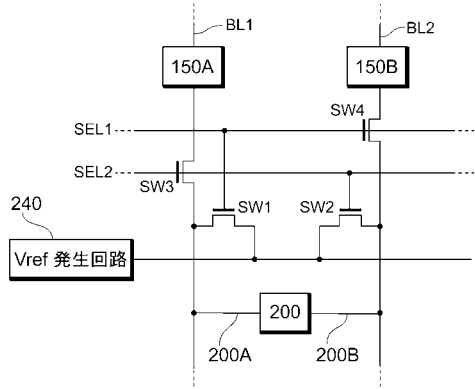 BL1
BL2
150A
150B
SW4
SEL1
SEL2
SW3
SW1
SW2
240
Vref 発生回路
200
200A
200B